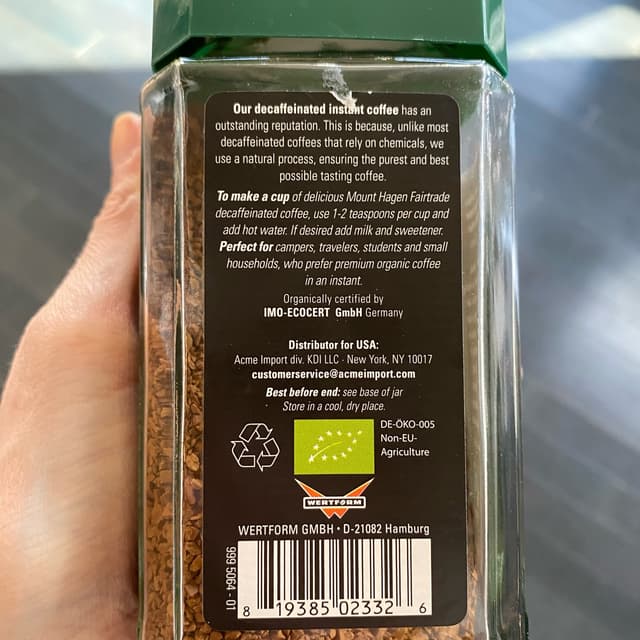 Our decaffeinated instant coffee has an
outstanding reputation. This is because, unlike most
decaffeinated coffees that rely on chemicals, we
use a natural process, ensuring the purest and best
possible tasting coffee.
To make a cup of delicious Mount Hagen Fairtrade
decaffeinated coffee, use 1-2 teaspoons per cup and
add hot water. If desired add milk and sweetener.
Perfect for campers, travelers, students and small
households, who prefer premium organic coffee
in an instant.
Organically certified by
IMO-ECOCERT GmbH Germany
Distributor for USA:
Acme Import div. KDI LLC · New York, NY 10017
customerservice@acmeimport.com
Best before end: see base of jar
Store in a cool, dry place.
DE-ÖKO-005
Non-EU-
Agriculture
WERTFORM
WERTFORM GMBH · D-21082 Hamburg
999 5064 - 01
8 19385 02332 6